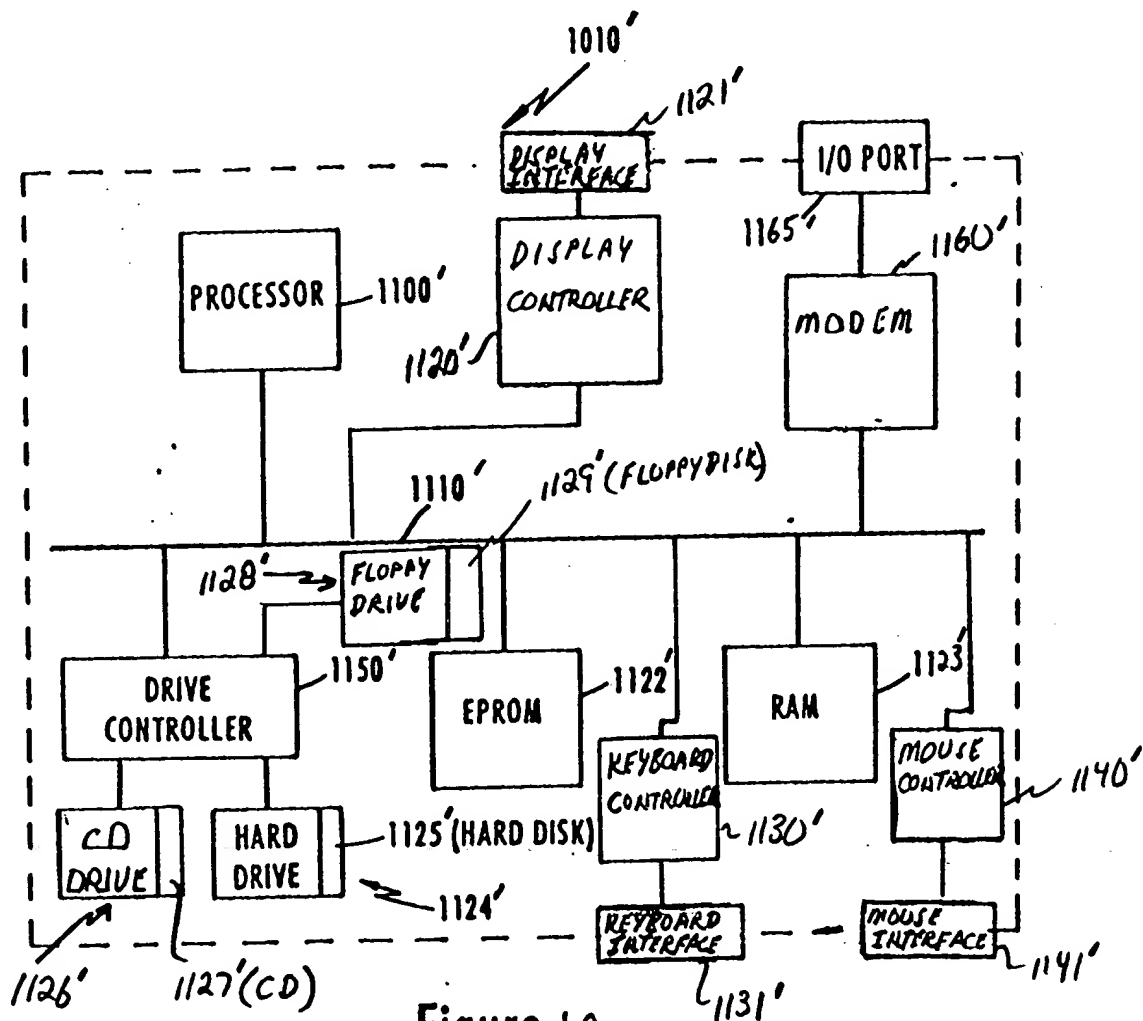 1010'
1121'
DISPLAY
INTERFACE
I/O PORT
1165'
1160'
PROCESSOR
1100'
DISPLAY
CONTROLLER
1120'
MODEM
1110'
1129' (FLOPPY DISK)
1128'
FLOPPY
DRIVE
1150'
DRIVE
CONTROLLER
EPROM
1122'
RAM
1123'
KEYBOARD
CONTROLLER
1130'
MOUSE
CONTROLLER
1140'
CD
DRIVE
HARD
DRIVE
1125' (HARD DISK)
1124'
KEYBOARD
INTERFACE
MOUSE
INTERFACE
1126'
1127' (CD)
1131'
1141'
Figure